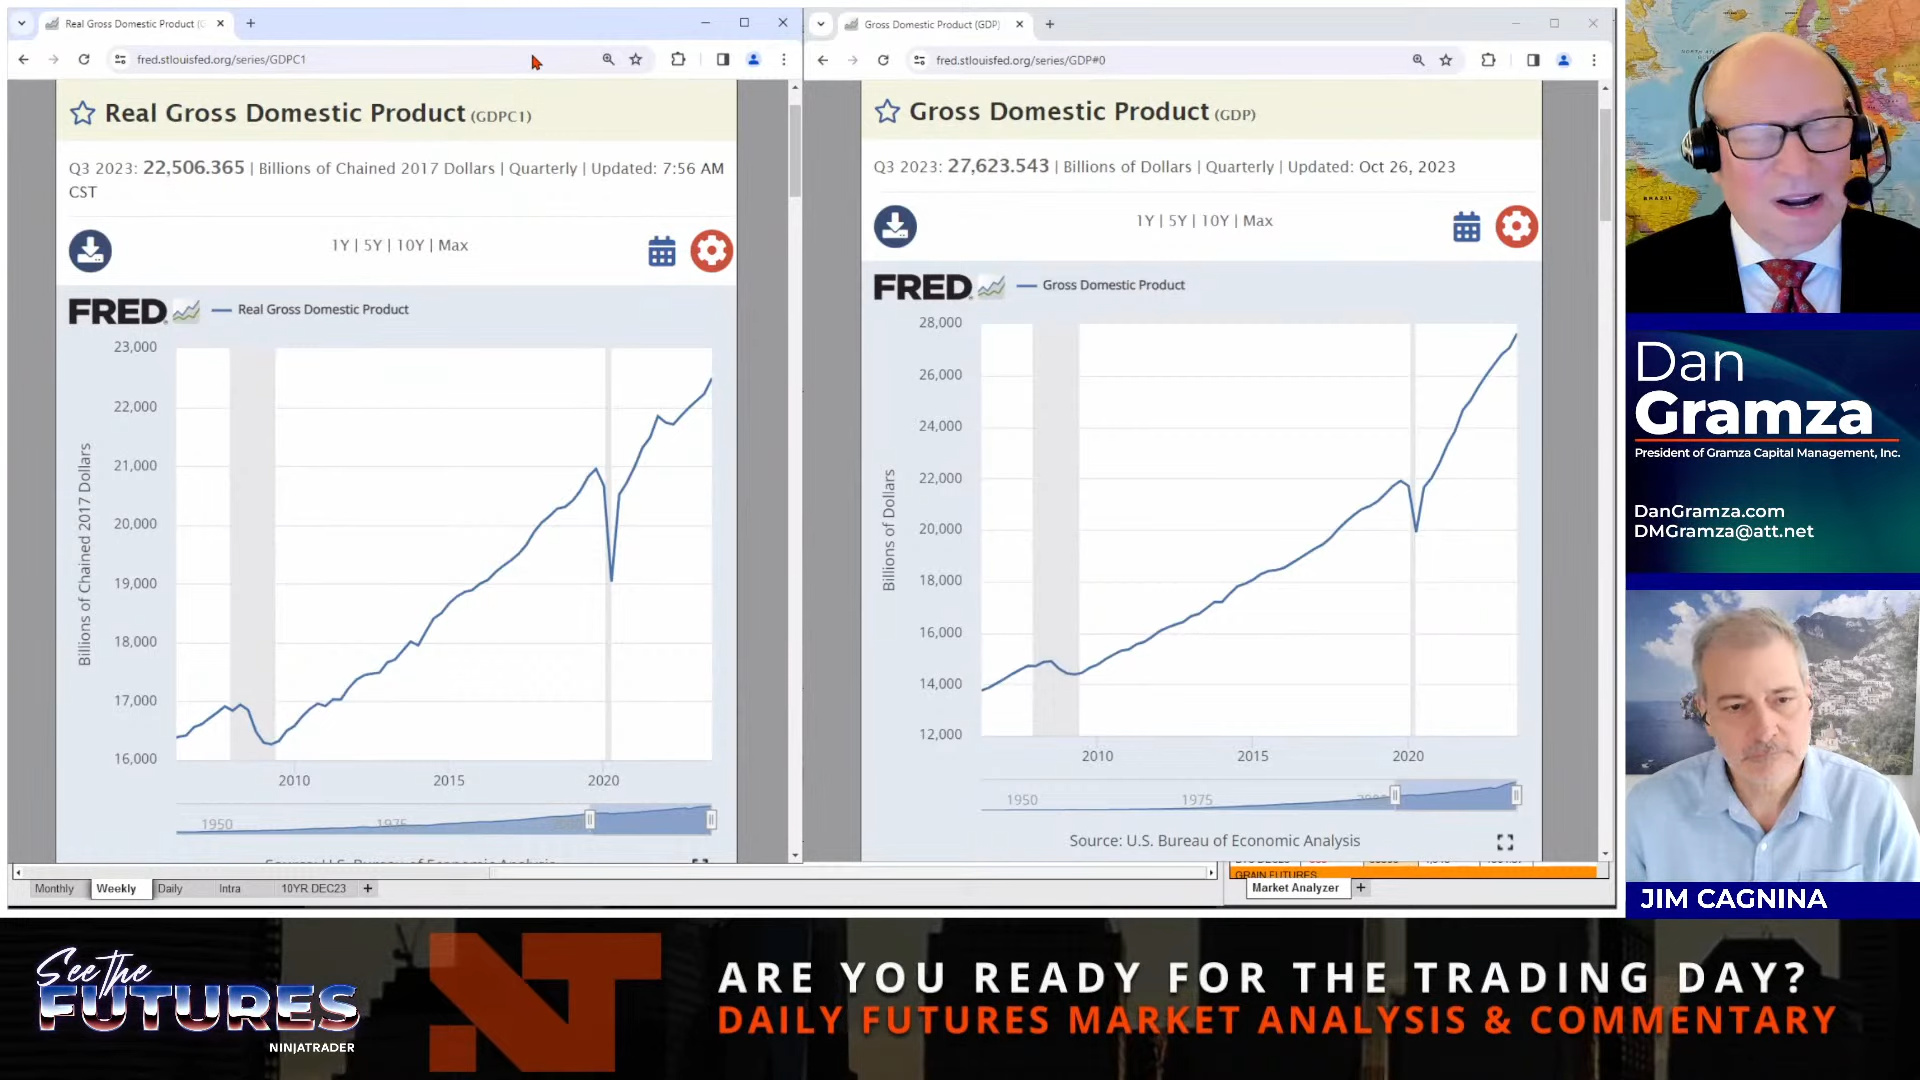 Real Gross Domestic Product (
fred.stlouisfed.org/series/GDPC1
Real Gross Domestic Product (GDPC1)
Q3 2023: 22,506.365 | Billions of Chained 2017 Dollars | Quarterly | Updated: 7:56 AM
CST
1Y | 5Y | 10Y | Max
FRED
Real Gross Domestic Product
23,000
22,000
21,000
20,000
19,000
18,000
17,000
16,000
Billions of Chained 2017 Dollars
2010 2015 2020
1950 1975
Monthly Weekly Daily Intra 10YR DEC23 +
Gross Domestic Product (GDP)
fred.stlouisfed.org/series/GDP#0
Gross Domestic Product (GDP)
Q3 2023: 27,623.543 | Billions of Dollars | Quarterly | Updated: Oct 26, 2023
1Y | 5Y | 10Y | Max
FRED
Gross Domestic Product
28,000
26,000
24,000
22,000
20,000
18,000
16,000
14,000
12,000
Billions of Dollars
2010 2015 2020
1950 1975
Source: U.S. Bureau of Economic Analysis
GRAIN FUTURES
Market Analyzer +
BRAZIL
Dan
Gramza
President of Gramza Capital Management, Inc.
DanGramza.com
DMGramza@att.net
JIM CAGNINA
See the
FUTURES
NINJATRADER
NT
ARE YOU READY FOR THE TRADING DAY?
DAILY FUTURES MARKET ANALYSIS & COMMENTARY